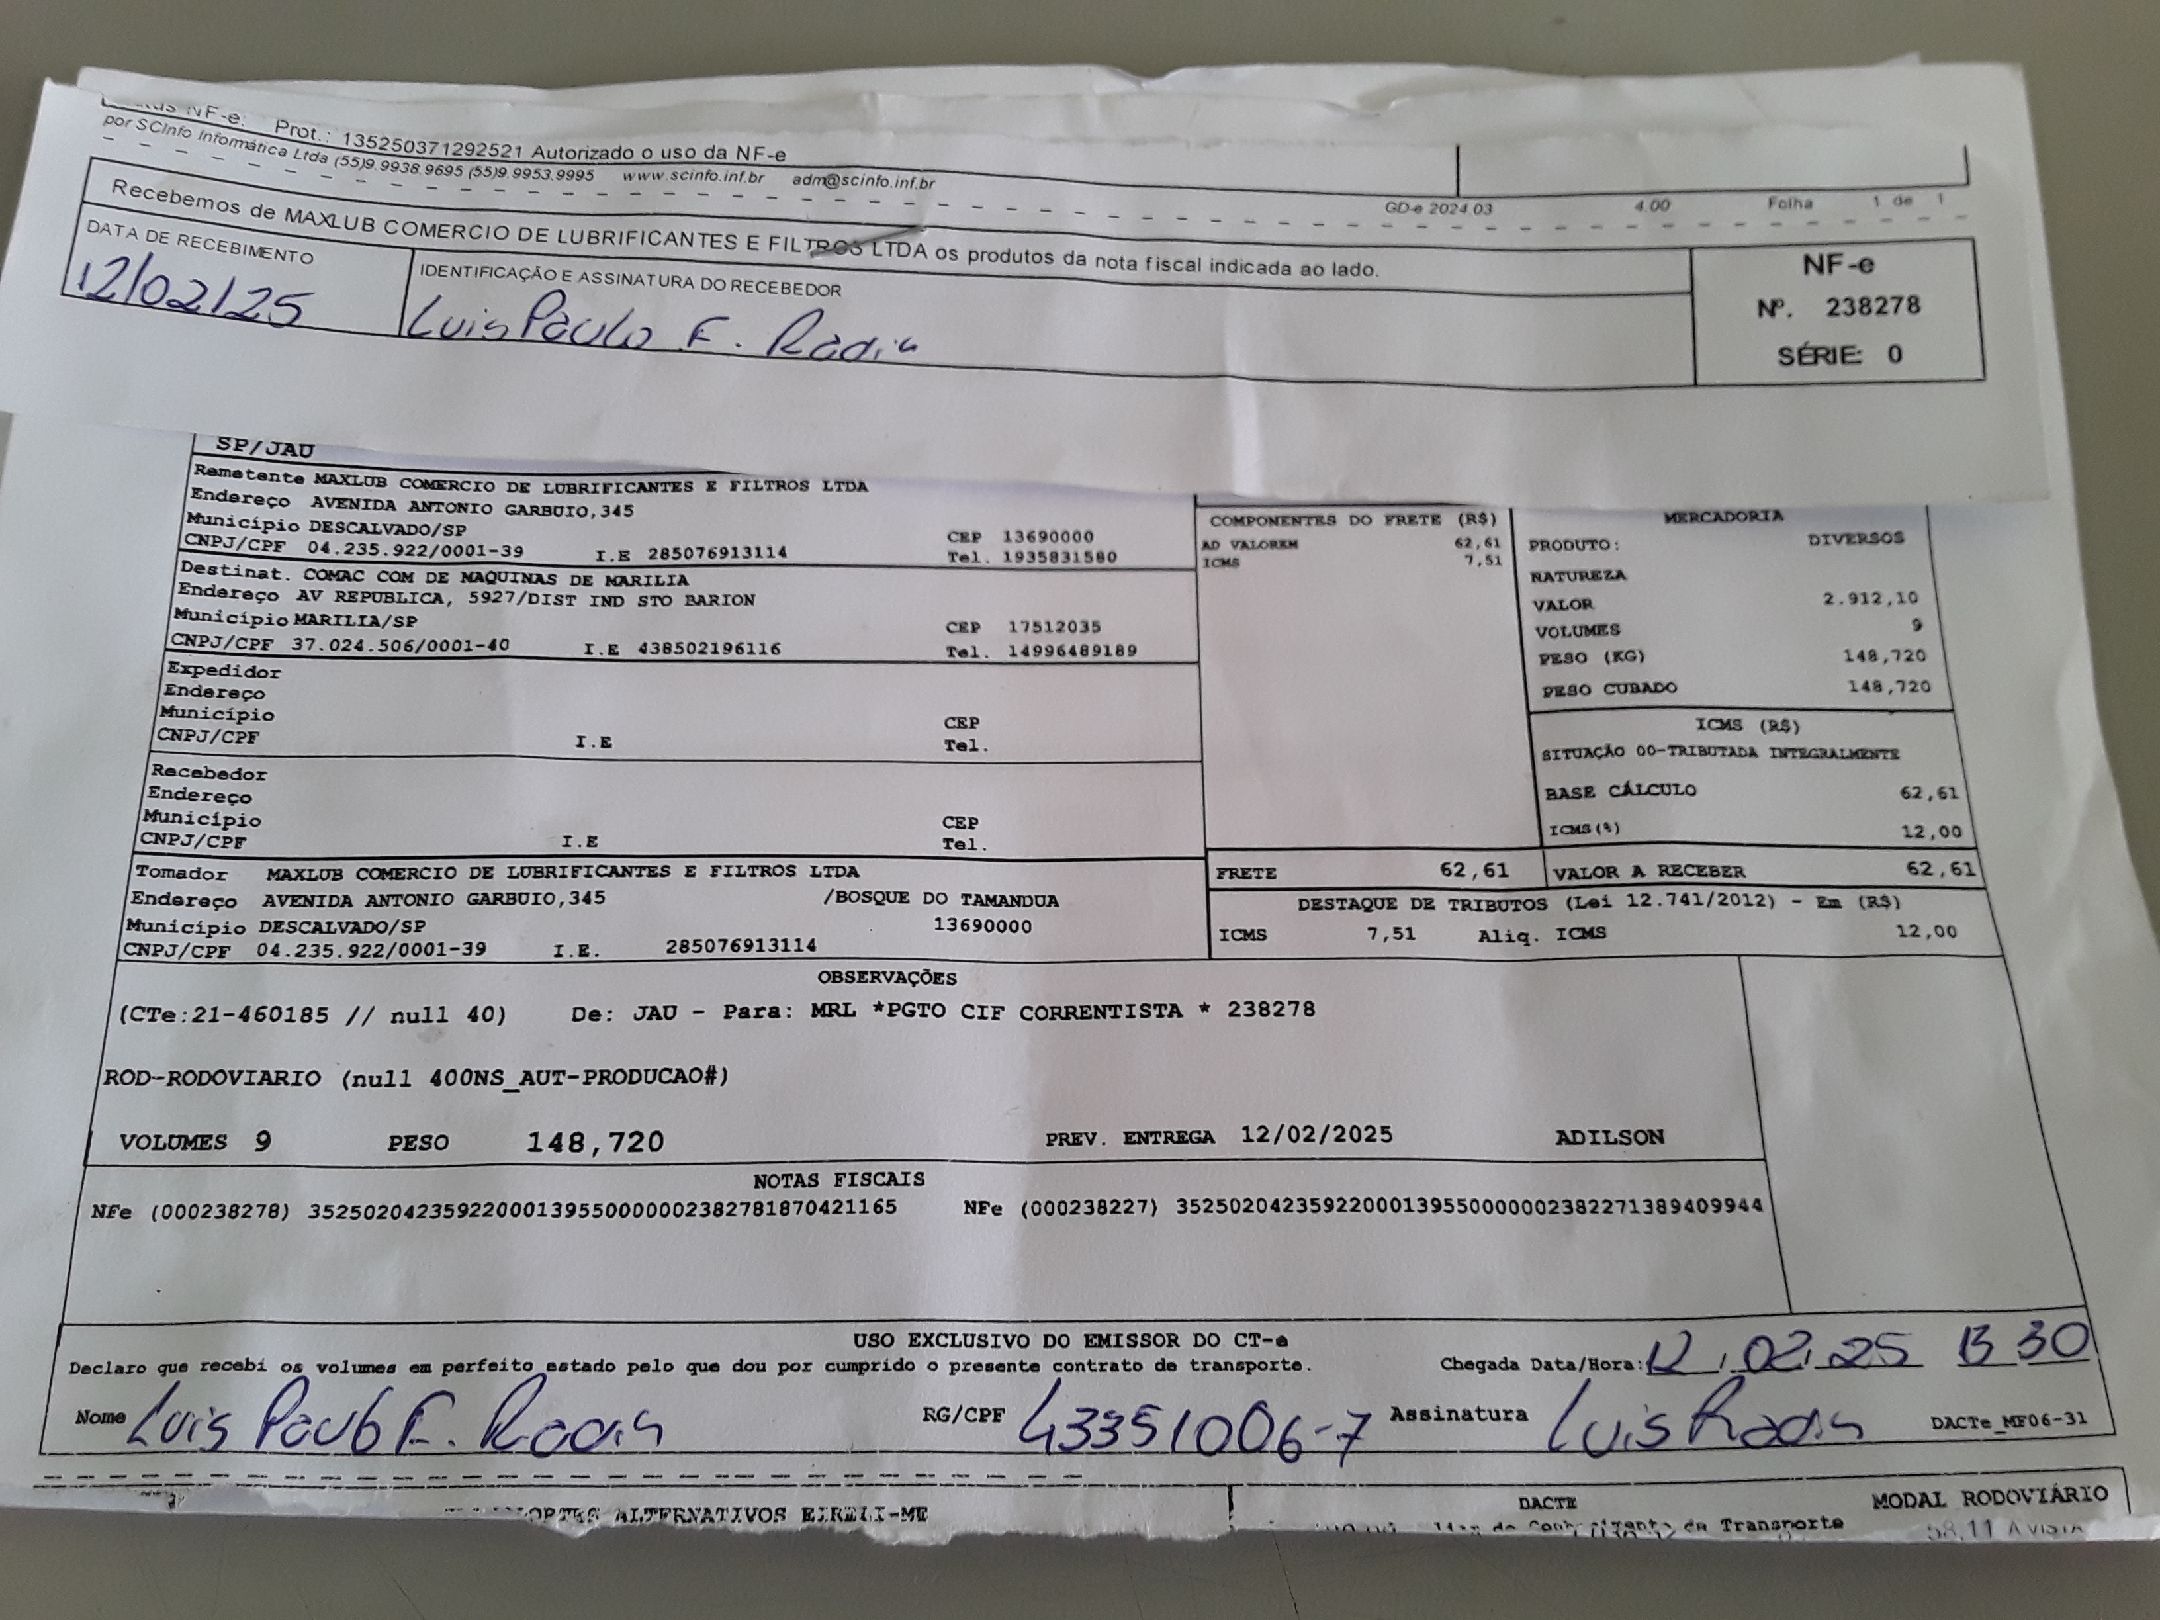 NF-e: Prot.: 135250371292521 Autorizado o uso da NF-e
por SCInfo Informática Ltda (55)9.9938.9695 (55)9.9953.9995 www.scinfo.inf.br adm@scinfo.inf.br
GD-e 2024 03 4.00 Folha 1 de 1
Recebemos de MAXLUB COMERCIO DE LUBRIFICANTES E FILTROS LTDA os produtos da nota fiscal indicada ao lado.
DATA DE RECEBIMENTO
IDENTIFICAÇÃO E ASSINATURA DO RECEBEDOR
12/02/25
Luis Paulo F. Radis
NF-e
Nº. 238278
SÉRIE: 0
SP/JAU
Remetente MAXLUB COMERCIO DE LUBRIFICANTES E FILTROS LTDA
Endereço AVENIDA ANTONIO GARBUIO,345
Município DESCALVADO/SP CEP 13690000
CNPJ/CPF 04.235.922/0001-39 I.E 285076913114 Tel. 1935831580
Destinat. COMAC COM DE MAQUINAS DE MARILIA
Endereço AV REPUBLICA, 5927/DIST IND STO BARION
Município MARILIA/SP CEP 17512035
CNPJ/CPF 37.024.506/0001-40 I.E 438502196116 Tel. 14996489189
Expedidor
Endereço
Município CEP
CNPJ/CPF I.E Tel.
Recebedor
Endereço
Município CEP
CNPJ/CPF I.E Tel.
Tomador MAXLUB COMERCIO DE LUBRIFICANTES E FILTROS LTDA
Endereço AVENIDA ANTONIO GARBUIO,345 /BOSQUE DO TAMANDUA
Município DESCALVADO/SP 13690000
CNPJ/CPF 04.235.922/0001-39 I.E. 285076913114
COMPONENTES DO FRETE (R$)
AD VALOREM 62,61
ICMS 7,51
MERCADORIA
PRODUTO: DIVERSOS
NATUREZA
VALOR 2.912,10
VOLUMES 9
PESO (KG) 148,720
PESO CUBADO 148,720
ICMS (R$)
SITUAÇÃO 00-TRIBUTADA INTEGRALMENTE
BASE CÁLCULO 62,61
ICMS(%) 12,00
FRETE 62,61 VALOR A RECEBER 62,61
DESTAQUE DE TRIBUTOS (Lei 12.741/2012) - Em (R$)
ICMS 7,51 Aliq. ICMS 12,00
OBSERVAÇÕES
(CTe:21-460185 // null 40) De: JAU - Para: MRL *PGTO CIF CORRENTISTA * 238278
ROD-RODOVIARIO (null 400NS_AUT-PRODUCAO#)
VOLUMES 9 PESO 148,720 PREV. ENTREGA 12/02/2025 ADILSON
NOTAS FISCAIS
NFe (000238278) 35250204235922000139550000002382781870421165 NFe (000238227) 35250204235922000139550000002382271389409944
USO EXCLUSIVO DO EMISSOR DO CT-e
Declaro que recebi os volumes em perfeito estado pelo que dou por cumprido o presente contrato de transporte. Chegada Data/Hora: 12/02/25 13 30
Nome Luis Paulo F. Radis RG/CPF 43351006-7 Assinatura Luis Radis DACTe_MF06-31
ALTERNATIVOS EIRELI-ME DACTE MODAL RODOVIÁRIO
de Transporte 58,11 A VISTA